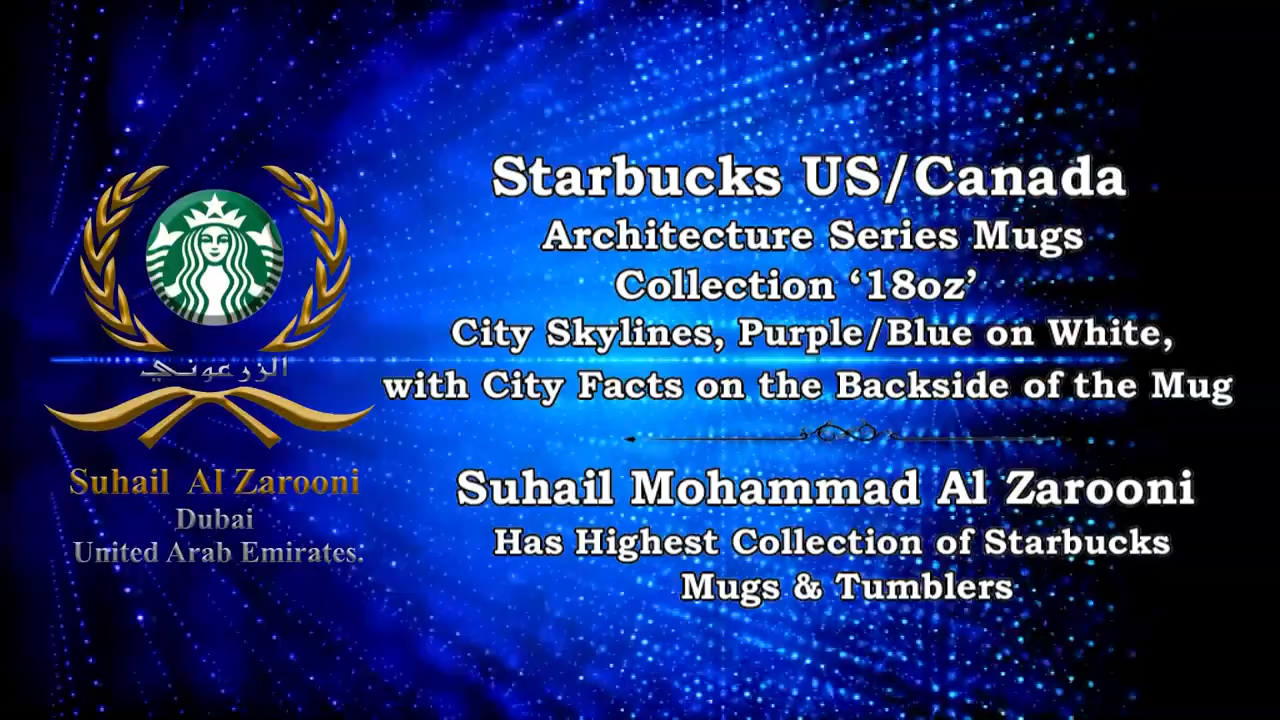 الزرعوني
Suhail Al Zarooni
Dubai
United Arab Emirates.
Starbucks US/Canada
Architecture Series Mugs
Collection ‘18oz’
City Skylines, Purple/Blue on White,
with City Facts on the Backside of the Mug
Suhail Mohammad Al Zarooni
Has Highest Collection of Starbucks
Mugs & Tumblers